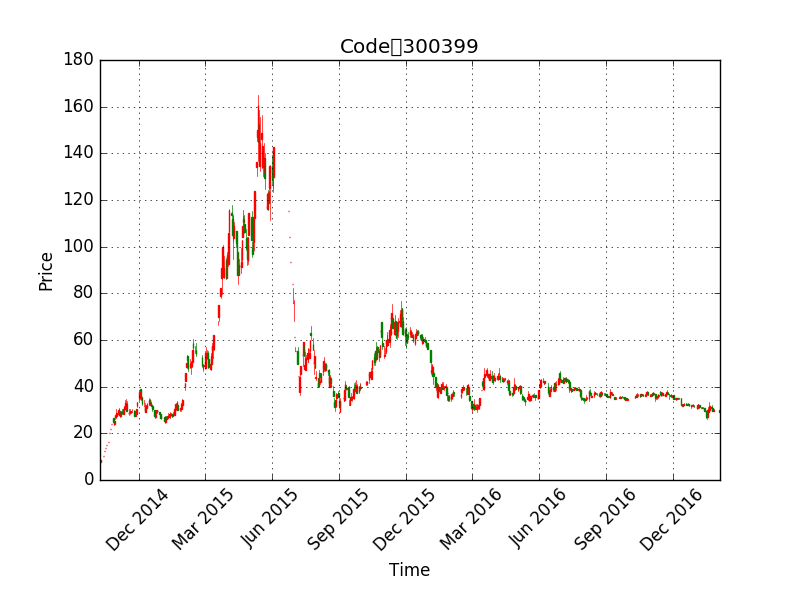 Code▯300399
180
160
140
120
100
80
60
40
20
0
Price
Dec 2014
Mar 2015
Jun 2015
Sep 2015
Dec 2015
Mar 2016
Jun 2016
Sep 2016
Dec 2016
Time